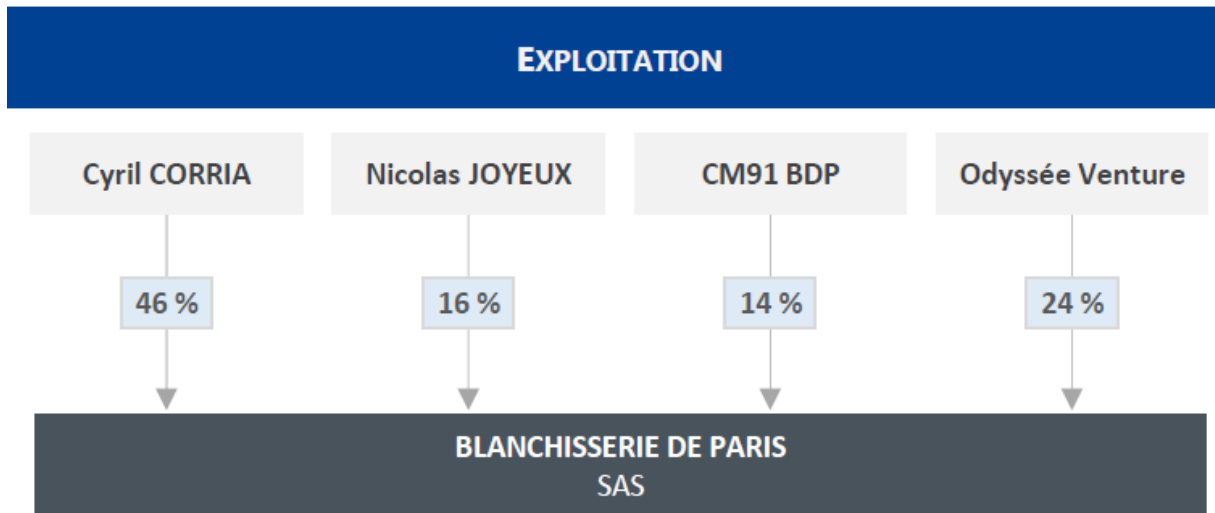 EXPLOITATION
Cyril CORRIA
Nicolas JOYEUX
CM91 BDP
Odyssée Venture
46 %
16 %
14 %
24 %
BLANCHISSERIE DE PARIS
SAS